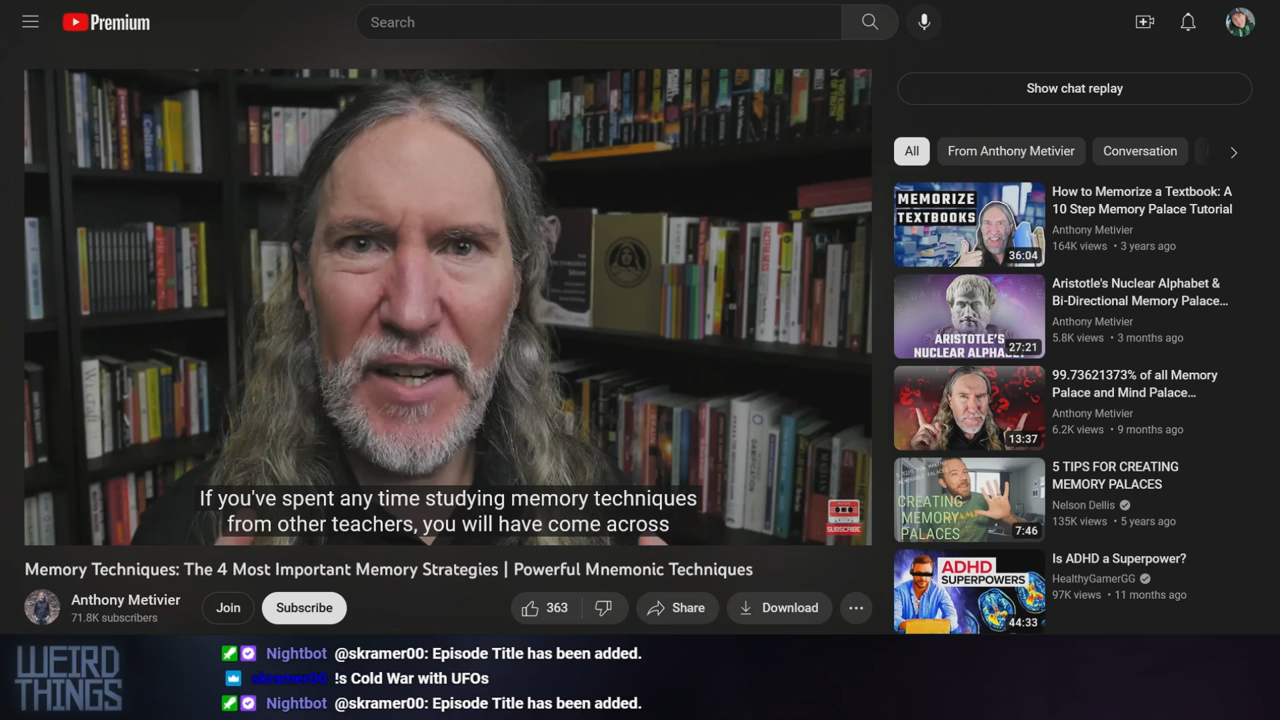 Premium
Search
Show chat replay
All
From Anthony Metivier
Conversation
If you've spent any time studying memory techniques
from other teachers, you will have come across
SUBSCRIBE
Memory Techniques: The 4 Most Important Memory Strategies | Powerful Mnemonic Techniques
Anthony Metivier
71.8K subscribers
Join
Subscribe
363
Share
Download
MEMORIZE
TEXTBOOKS
36:04
How to Memorize a Textbook: A
10 Step Memory Palace Tutorial
Anthony Metivier
164K views • 3 years ago
ARISTOTLE'S
NUCLEAR ALPHABET
27:21
Aristotle's Nuclear Alphabet &
Bi-Directional Memory Palace...
Anthony Metivier
5.8K views • 3 months ago
13:37
99.73621373% of all Memory
Palace and Mind Palace...
Anthony Metivier
6.2K views • 9 months ago
CREATING
MEMORY
PALACES
7:46
5 TIPS FOR CREATING
MEMORY PALACES
Nelson Dellis
135K views • 5 years ago
ADHD
SUPERPOWERS
44:33
Is ADHD a Superpower?
HealthyGamerGG
97K views • 11 months ago
WEIRD
THINGS
Nightbot @skramer00: Episode Title has been added.
skramer00 !s Cold War with UFOs
Nightbot @skramer00: Episode Title has been added.